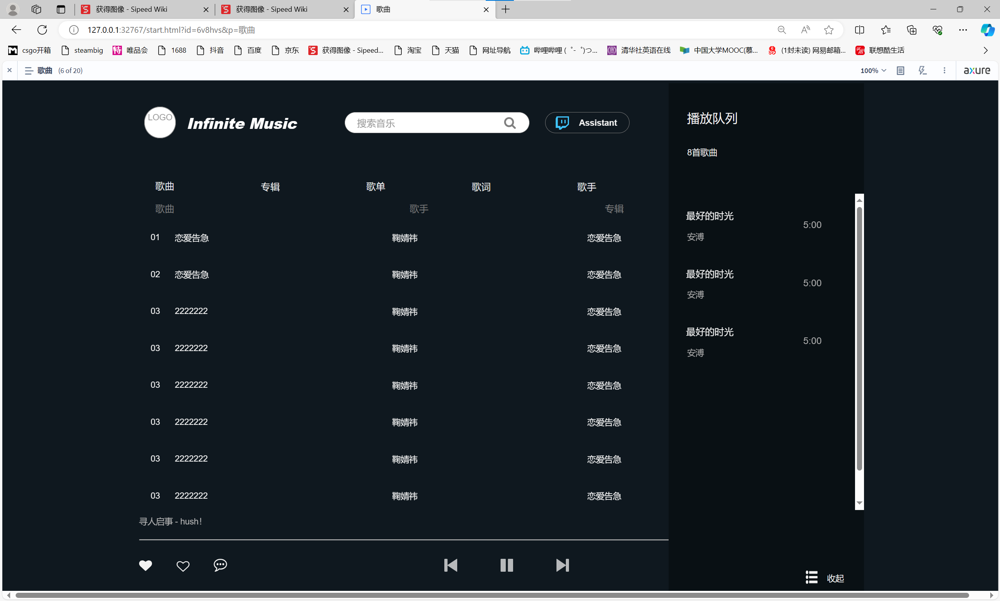 获得图像 - Sipeed Wiki
获得图像 - Sipeed Wiki
歌曲
127.0.0.1:32767/start.html?id=6v8hvs&p=歌曲
csgo开箱 steambig 唯品会 1688 抖音 百度 京东 获得图像 - Sipeed... 淘宝 天猫 网址导航 哔哩哔哩 ( ゜- ゜)つ... 清华社英语在线 中国大学MOOC(慕... (1封未读) 网易邮箱... 联想酷生活
歌曲 (6 of 20)
100%
axure
LOGO
Infinite Music
搜索音乐
Assistant
歌曲 专辑 歌单 歌词 歌手
歌曲 歌手 专辑
01 恋爱告急 鞠婧祎 恋爱告急
02 恋爱告急 鞠婧祎 恋爱告急
03 2222222 鞠婧祎 恋爱告急
03 2222222 鞠婧祎 恋爱告急
03 2222222 鞠婧祎 恋爱告急
03 2222222 鞠婧祎 恋爱告急
03 2222222 鞠婧祎 恋爱告急
03 2222222 鞠婧祎 恋爱告急
寻人启事 - hush！
播放队列
8首歌曲
最好的时光
5:00
安溥
最好的时光
5:00
安溥
最好的时光
5:00
安溥
收起